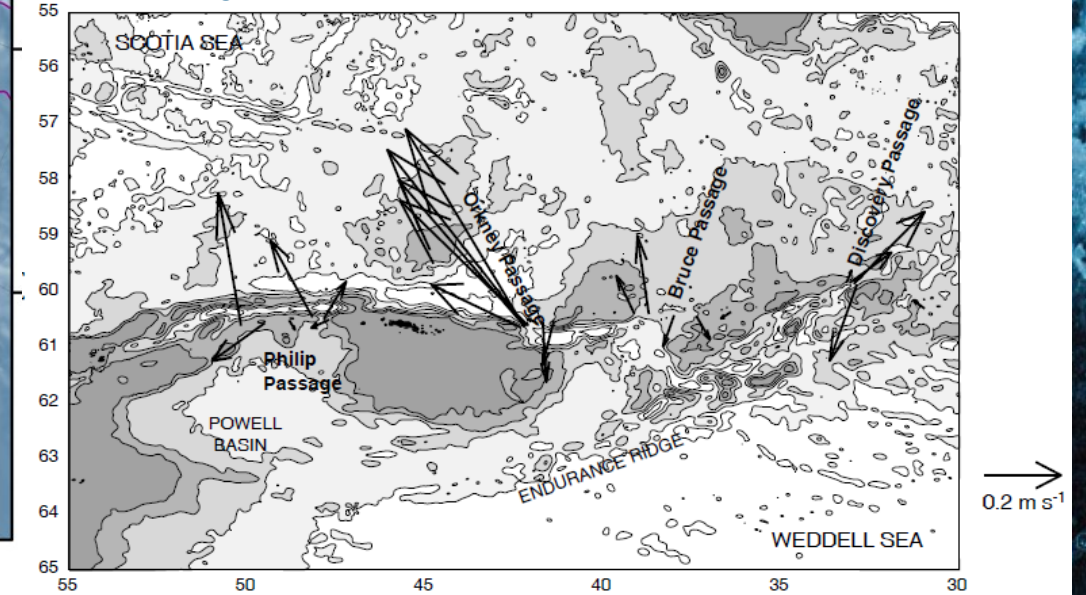 55
SCOTIA SEA
56
57
58
59
60
61
62
63
64
65
Orkney Passage
Bruce Passage
Discovery Passage
Philip
Passage
POWELL
BASIN
ENDURANCE RIDGE
WEDDELL SEA
0.2 m s-1
55
50
45
40
35
30